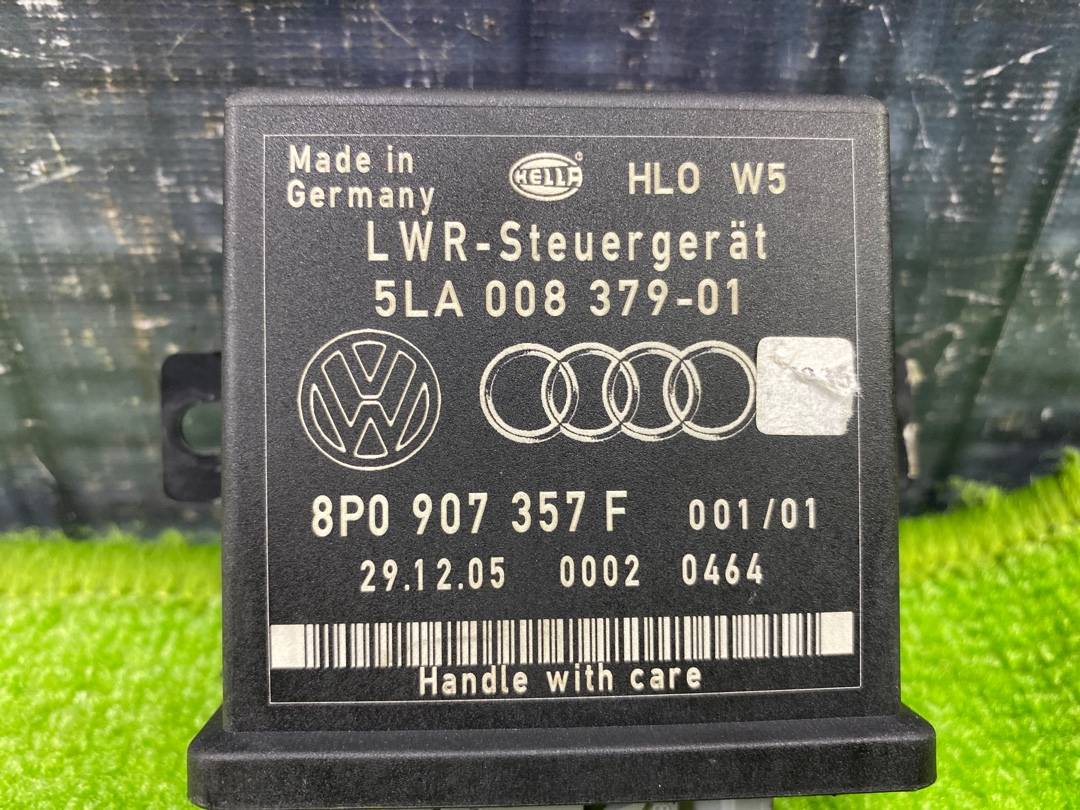 Made in
Germany
HELLA
HLO W5
LWR-Steuergerät
5LA 008 379-01
8P0 907 357 F 001/01
29.12.05 0002 0464
Handle with care